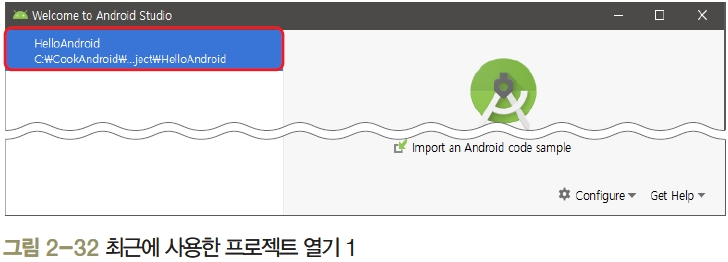 Welcome to Android Studio
HelloAndroid
C:₩CookAndroid₩...ject₩HelloAndroid
Import an Android code sample
Configure Get Help
그림 2-32 최근에 사용한 프로젝트 열기 1